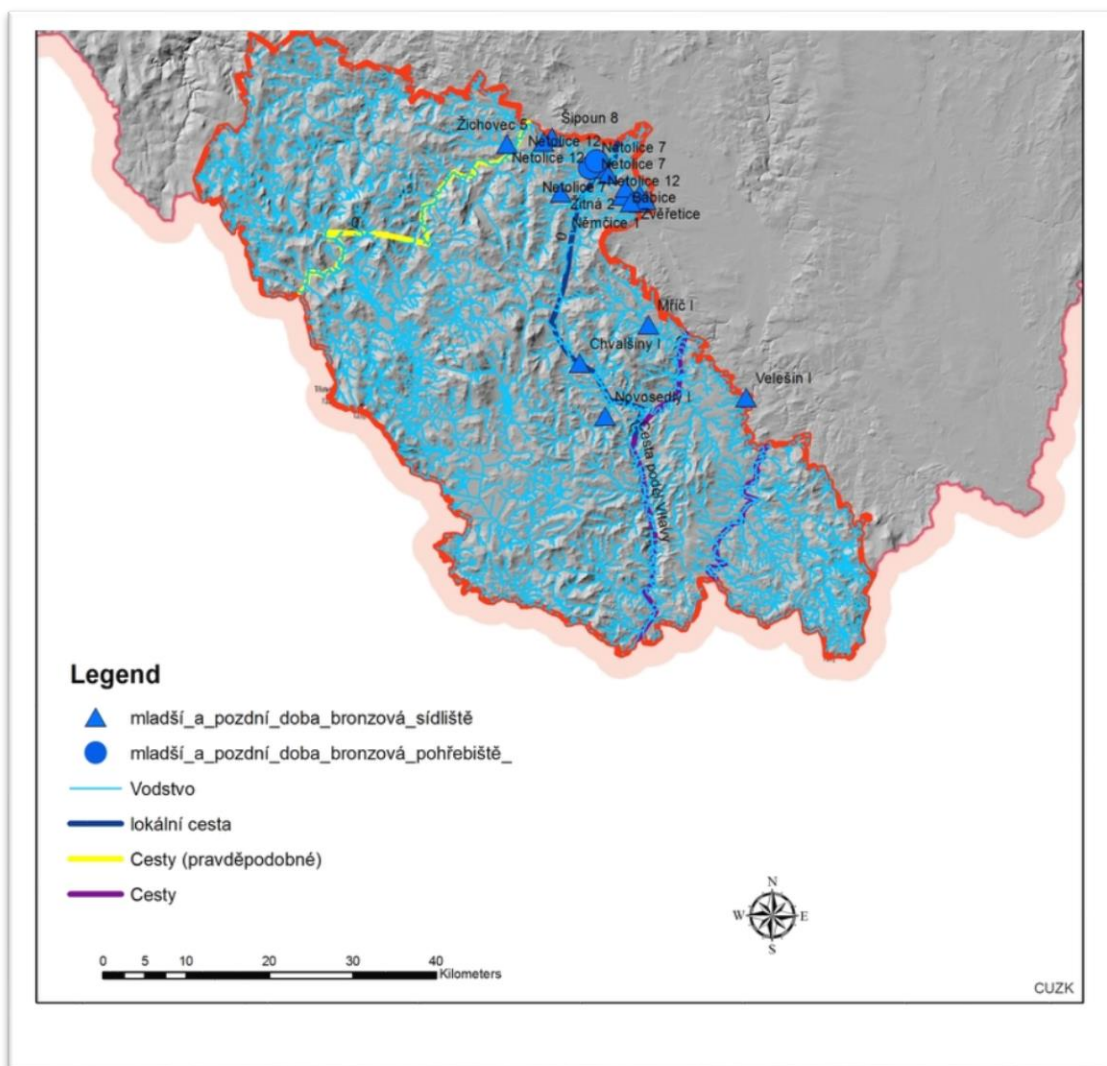 Šipoun 8
Žichovec 5
Netolice 12
Netolice 7
Netolice 12
Netolice 7
Netolice 12
Netolice 7
Babice
Žitná 2
Zvěřetice
Němčice 1
Mříč I
Chvalšiny I
Velešín I
Novosedly I
Cesta podél Vltavy
Legend
mladší_a_pozdní_doba_bronzová_sídliště
mladší_a_pozdní_doba_bronzová_pohřebiště_
Vodstvo
lokální cesta
Cesty (pravděpodobné)
Cesty
N
W E
S
0 5 10 20 30 40
Kilometers
CUZK